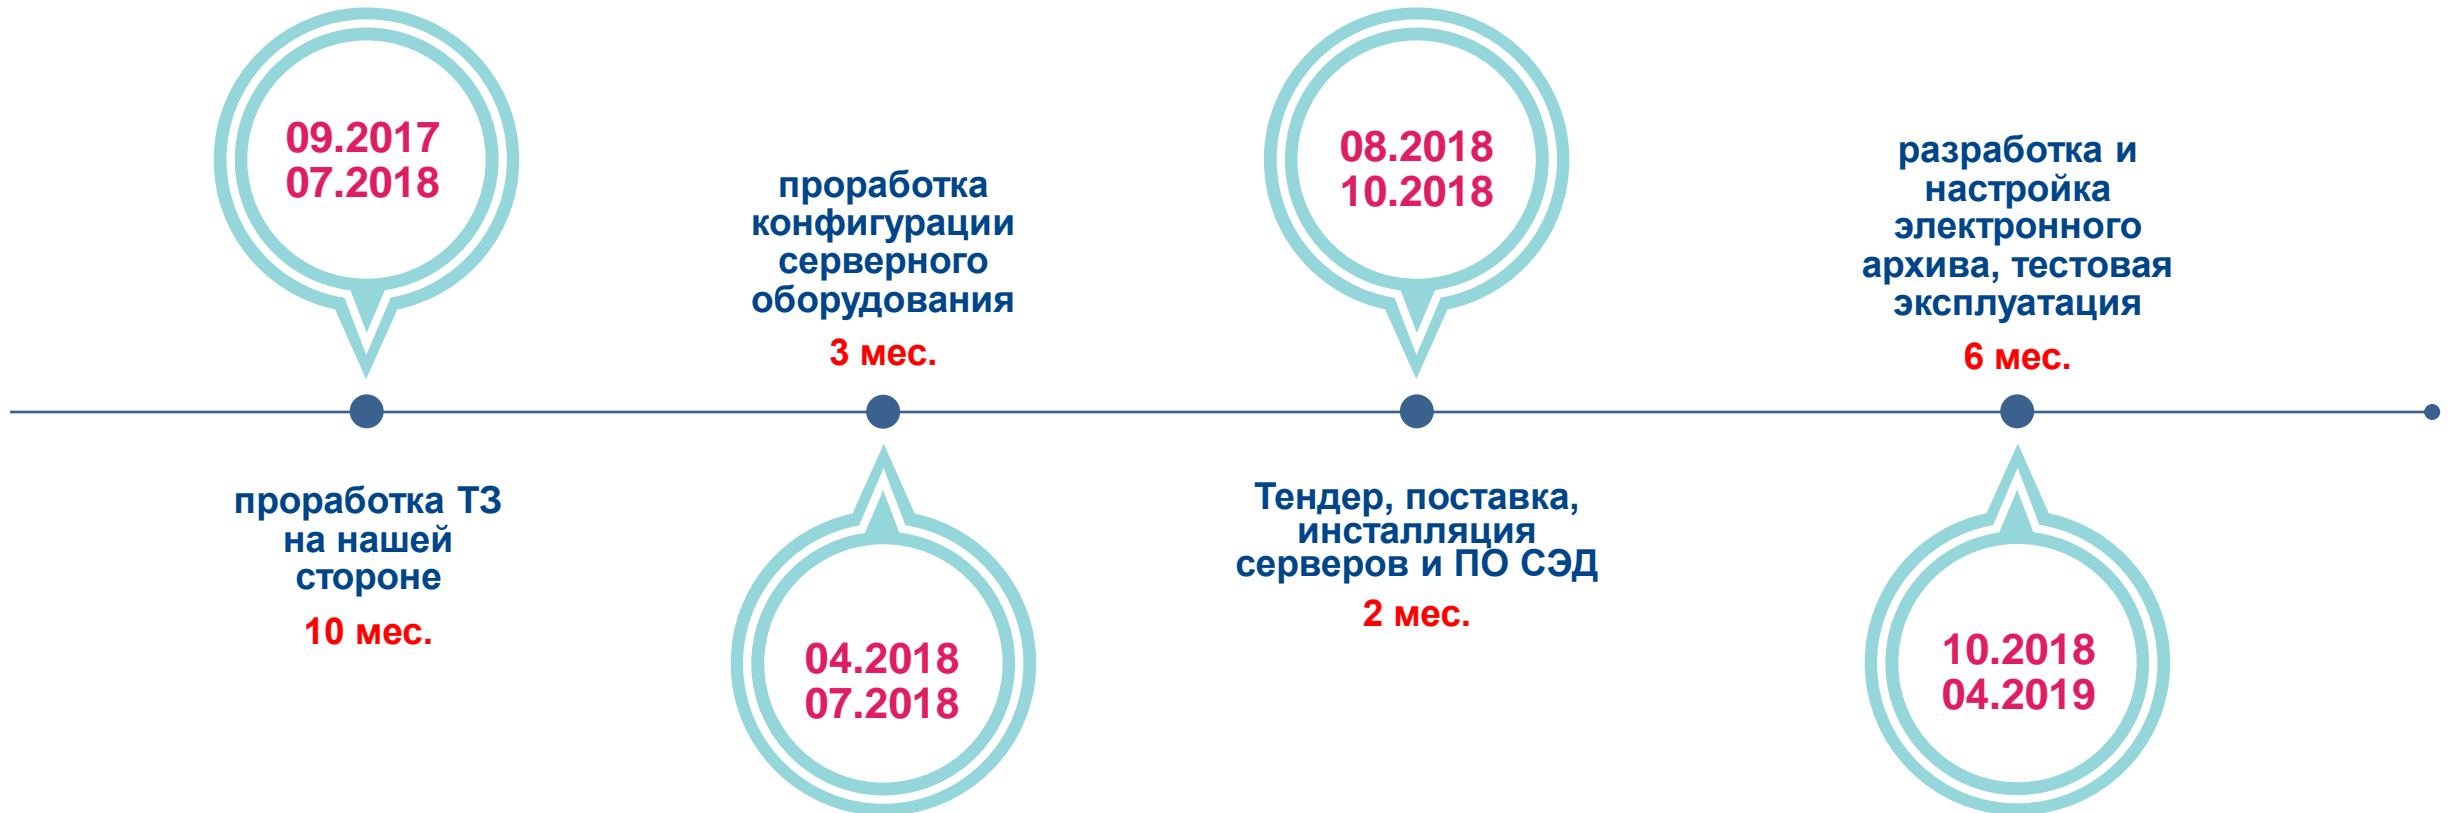 09.2017
07.2018
проработка ТЗ
на нашей
стороне
10 мес.
проработка
конфигурации
серверного
оборудования
3 мес.
04.2018
07.2018
08.2018
10.2018
Тендер, поставка,
инсталляция
серверов и ПО СЭД
2 мес.
разработка и
настройка
электронного
архива, тестовая
эксплуатация
6 мес.
10.2018
04.2019